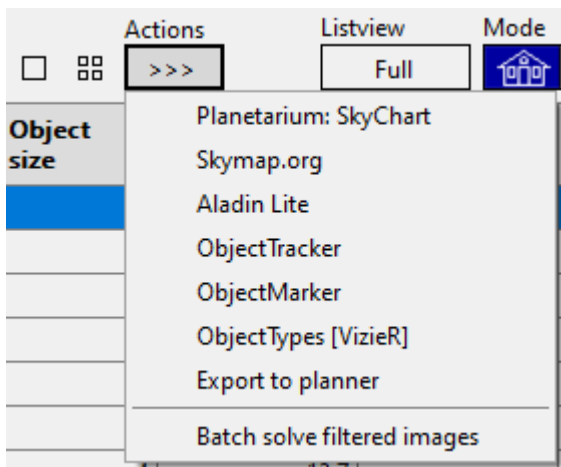 Actions
Listview
Mode
>>>
Full
Object
size
Planetarium: SkyChart
Skymap.org
Aladin Lite
ObjectTracker
ObjectMarker
ObjectTypes [VizieR]
Export to planner
Batch solve filtered images